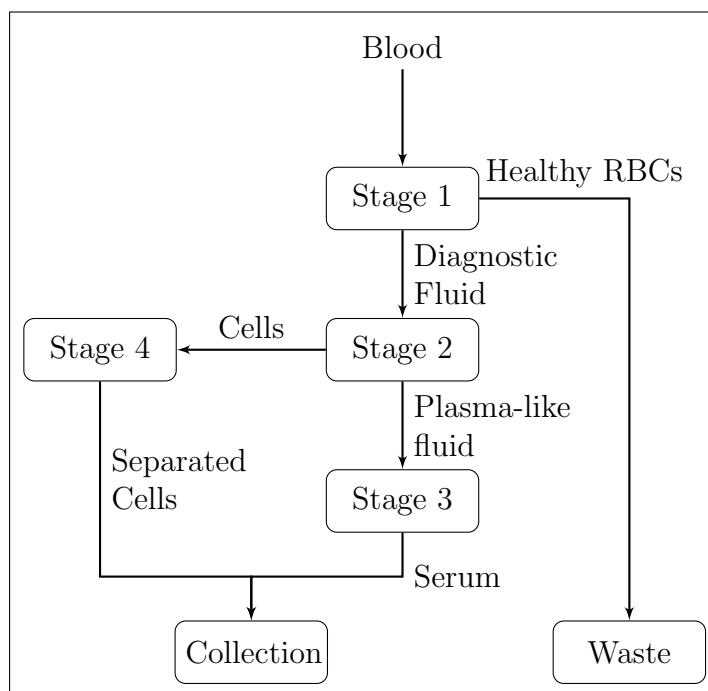 Blood
Healthy RBCs
Stage 1
Diagnostic
Fluid
Cells
Stage 4
Stage 2
Plasma-like
fluid
Separated
Cells
Stage 3
Serum
Collection
Waste